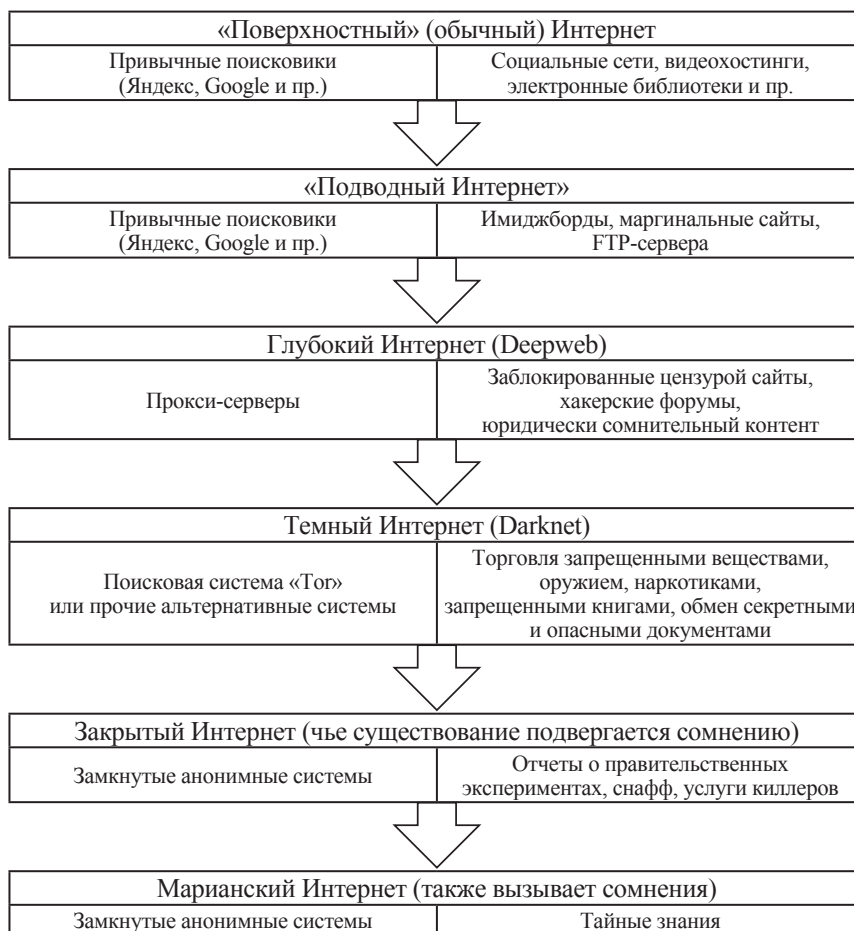 «Поверхностный» (обычный) Интернет
Привычные поисковики
(Яндекс, Google и пр.)
Социальные сети, видеохостинги,
электронные библиотеки и пр.
«Подводный Интернет»
Привычные поисковики
(Яндекс, Google и пр.)
Имиджборды, маргинальные сайты,
FTP-сервера
Глубокий Интернет (Deepweb)
Прокси-серверы
Заблокированные цензурой сайты,
хакерские форумы,
юридически сомнительный контент
Темный Интернет (Darknet)
Поисковая система «Tor»
или прочие альтернативные системы
Торговля запрещенными веществами,
оружием, наркотиками,
запрещенными книгами, обмен секретными
и опасными документами
Закрытый Интернет (чье существование подвергается сомнению)
Замкнутые анонимные системы
Отчеты о правительственных
экспериментах, снафф, услуги киллеров
Марианский Интернет (также вызывает сомнения)
Замкнутые анонимные системы
Тайные знания